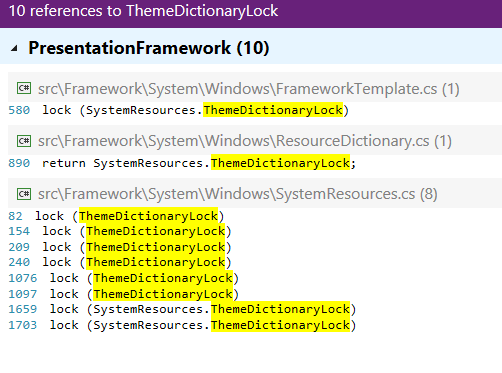 10 references to ThemeDictionaryLock
PresentationFramework (10)
C# src\Framework\System\Windows\FrameworkTemplate.cs (1)
580 lock (SystemResources.ThemeDictionaryLock)
C# src\Framework\System\Windows\ResourceDictionary.cs (1)
890 return SystemResources.ThemeDictionaryLock;
C# src\Framework\System\Windows\SystemResources.cs (8)
82 lock (ThemeDictionaryLock)
154 lock (ThemeDictionaryLock)
209 lock (ThemeDictionaryLock)
240 lock (ThemeDictionaryLock)
1076 lock (ThemeDictionaryLock)
1097 lock (ThemeDictionaryLock)
1659 lock (SystemResources.ThemeDictionaryLock)
1703 lock (SystemResources.ThemeDictionaryLock)